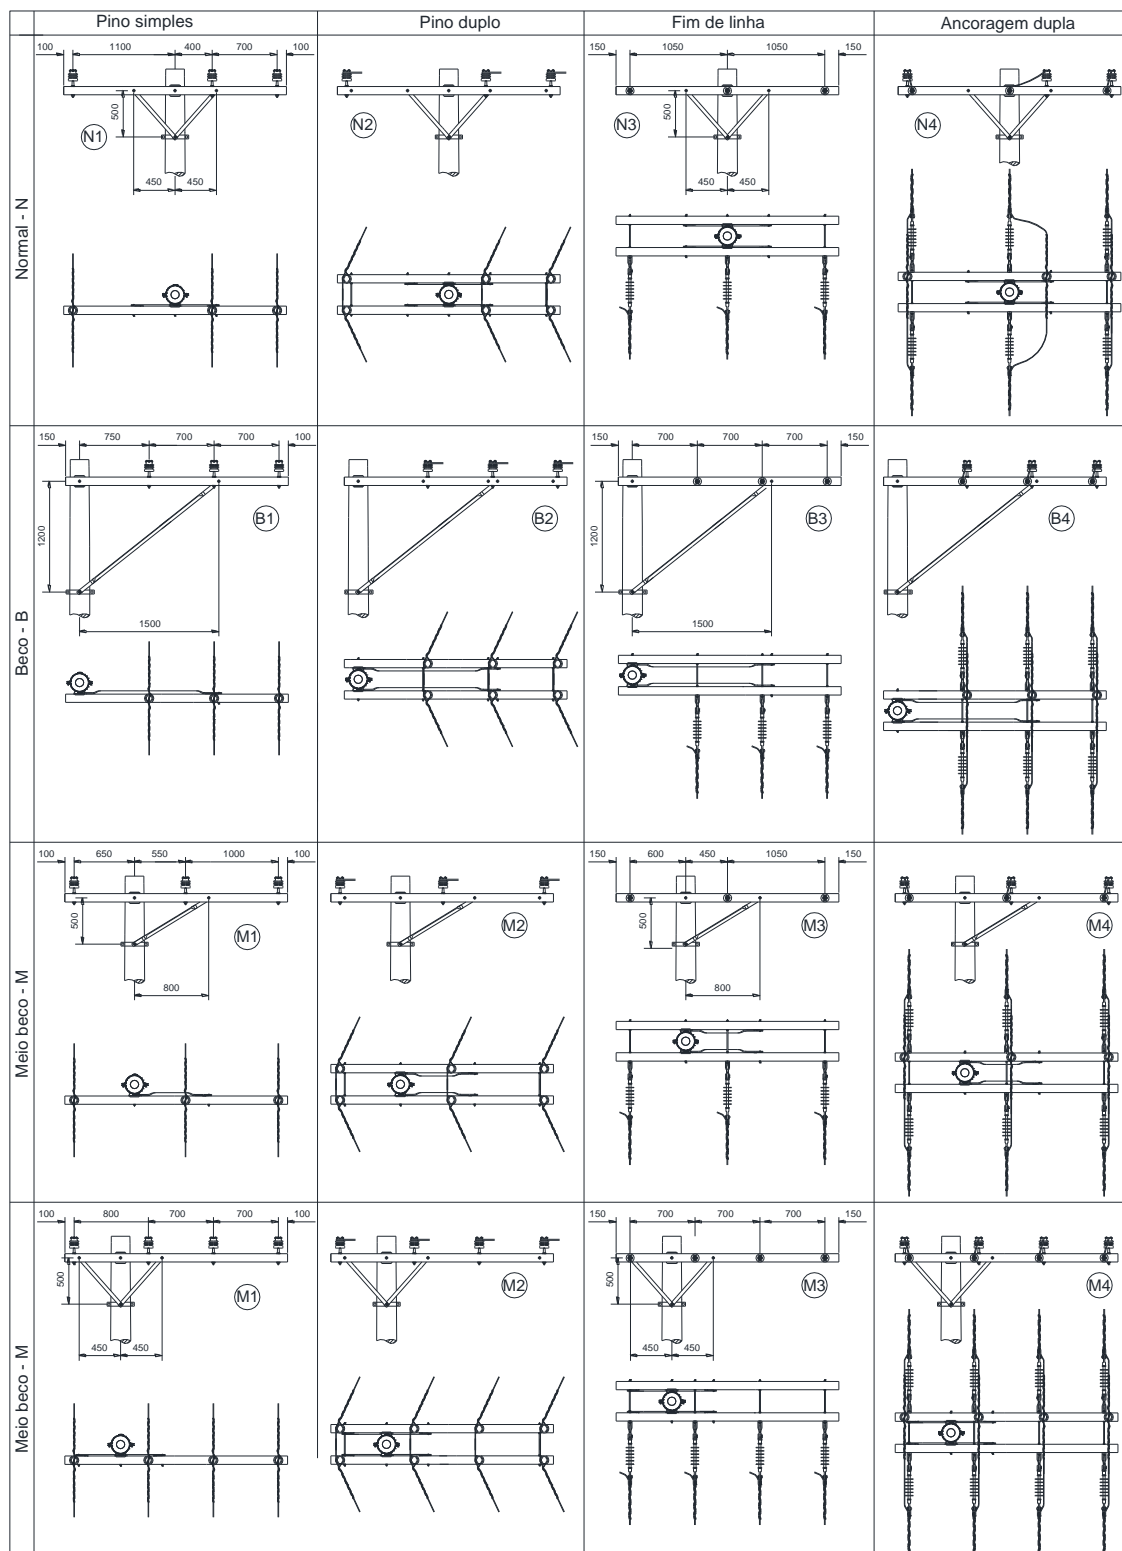 Pino simples
Pino duplo
Fim de linha
Ancoragem dupla
Normal - N
100 1100 400 700 100
500
N1
450 450
N2
150 1050 1050 150
500
N3
450 450
N4
Beco - B
150 750 700 700 100
1200
B1
1500
B2
150 700 700 700 150
1200
B3
1500
B4
Meio beco - M
100 650 550 1000 100
500
M1
800
M2
150 600 450 1050 150
500
M3
800
M4
Meio beco - M
100 800 700 700 100
500
M1
450 450
M2
150 700 700 700 150
500
M3
450 450
M4